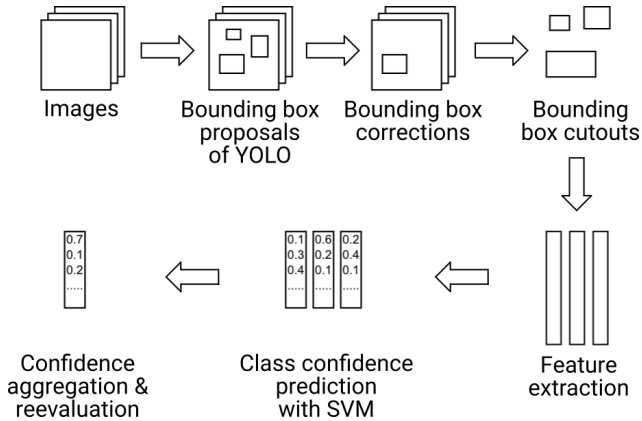 Images
Bounding box
proposals
of YOLO
Bounding box
corrections
Bounding
box cutouts
0.7
0.1
0.2
.....
0.1 0.6 0.2
0.3 0.2 0.4
0.4 0.1 0.1
..... ..... .....
Confidence
aggregation &
reevaluation
Class confidence
prediction
with SVM
Feature
extraction